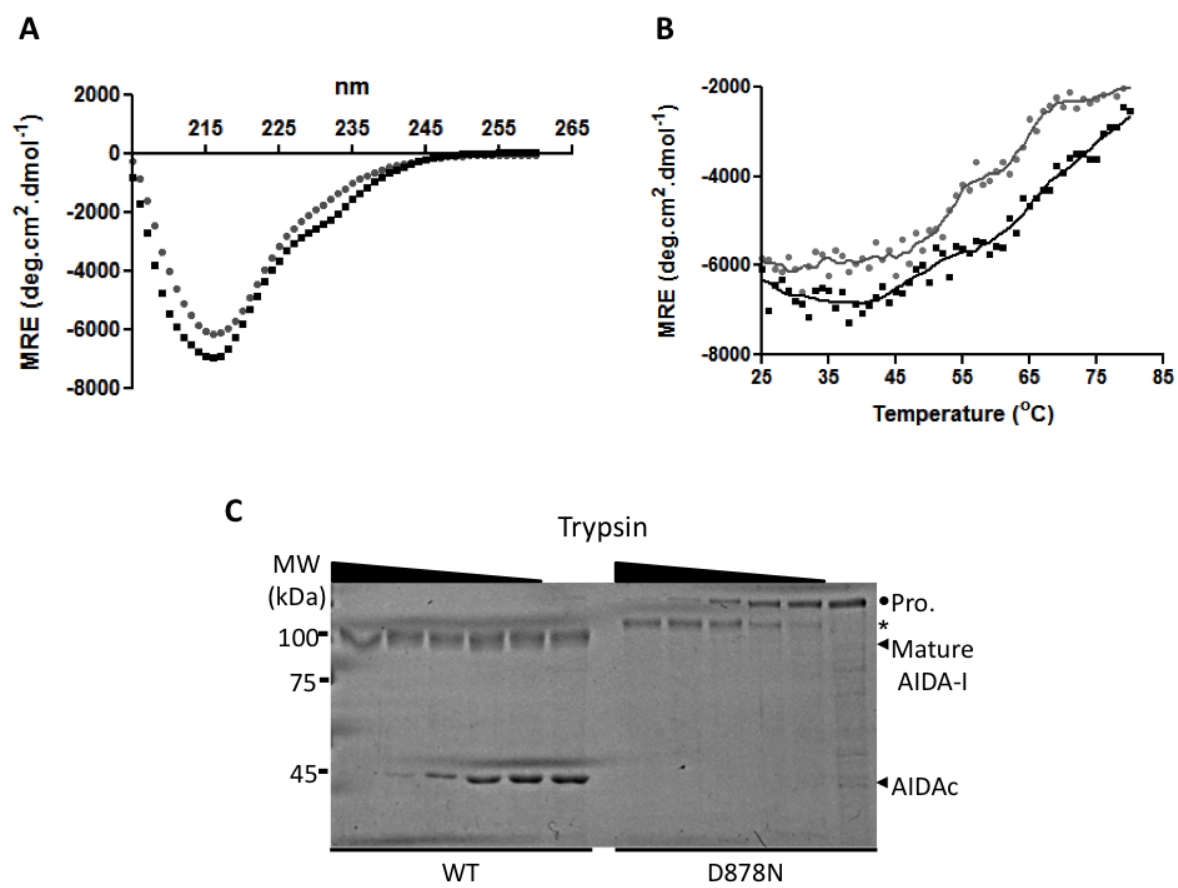 A
nm
2000
215 225 235 245 255 265
0
-2000
-4000
-6000
-8000
MRE (deg.cm².dmol⁻¹)
B
-2000
-4000
-6000
-8000
25 35 45 55 65 75 85
MRE (deg.cm².dmol⁻¹)
Temperature (°C)
C
Trypsin
MW
(kDa)
100
75
45
Pro.
*
Mature
AIDA-I
AIDAc
WT D878N